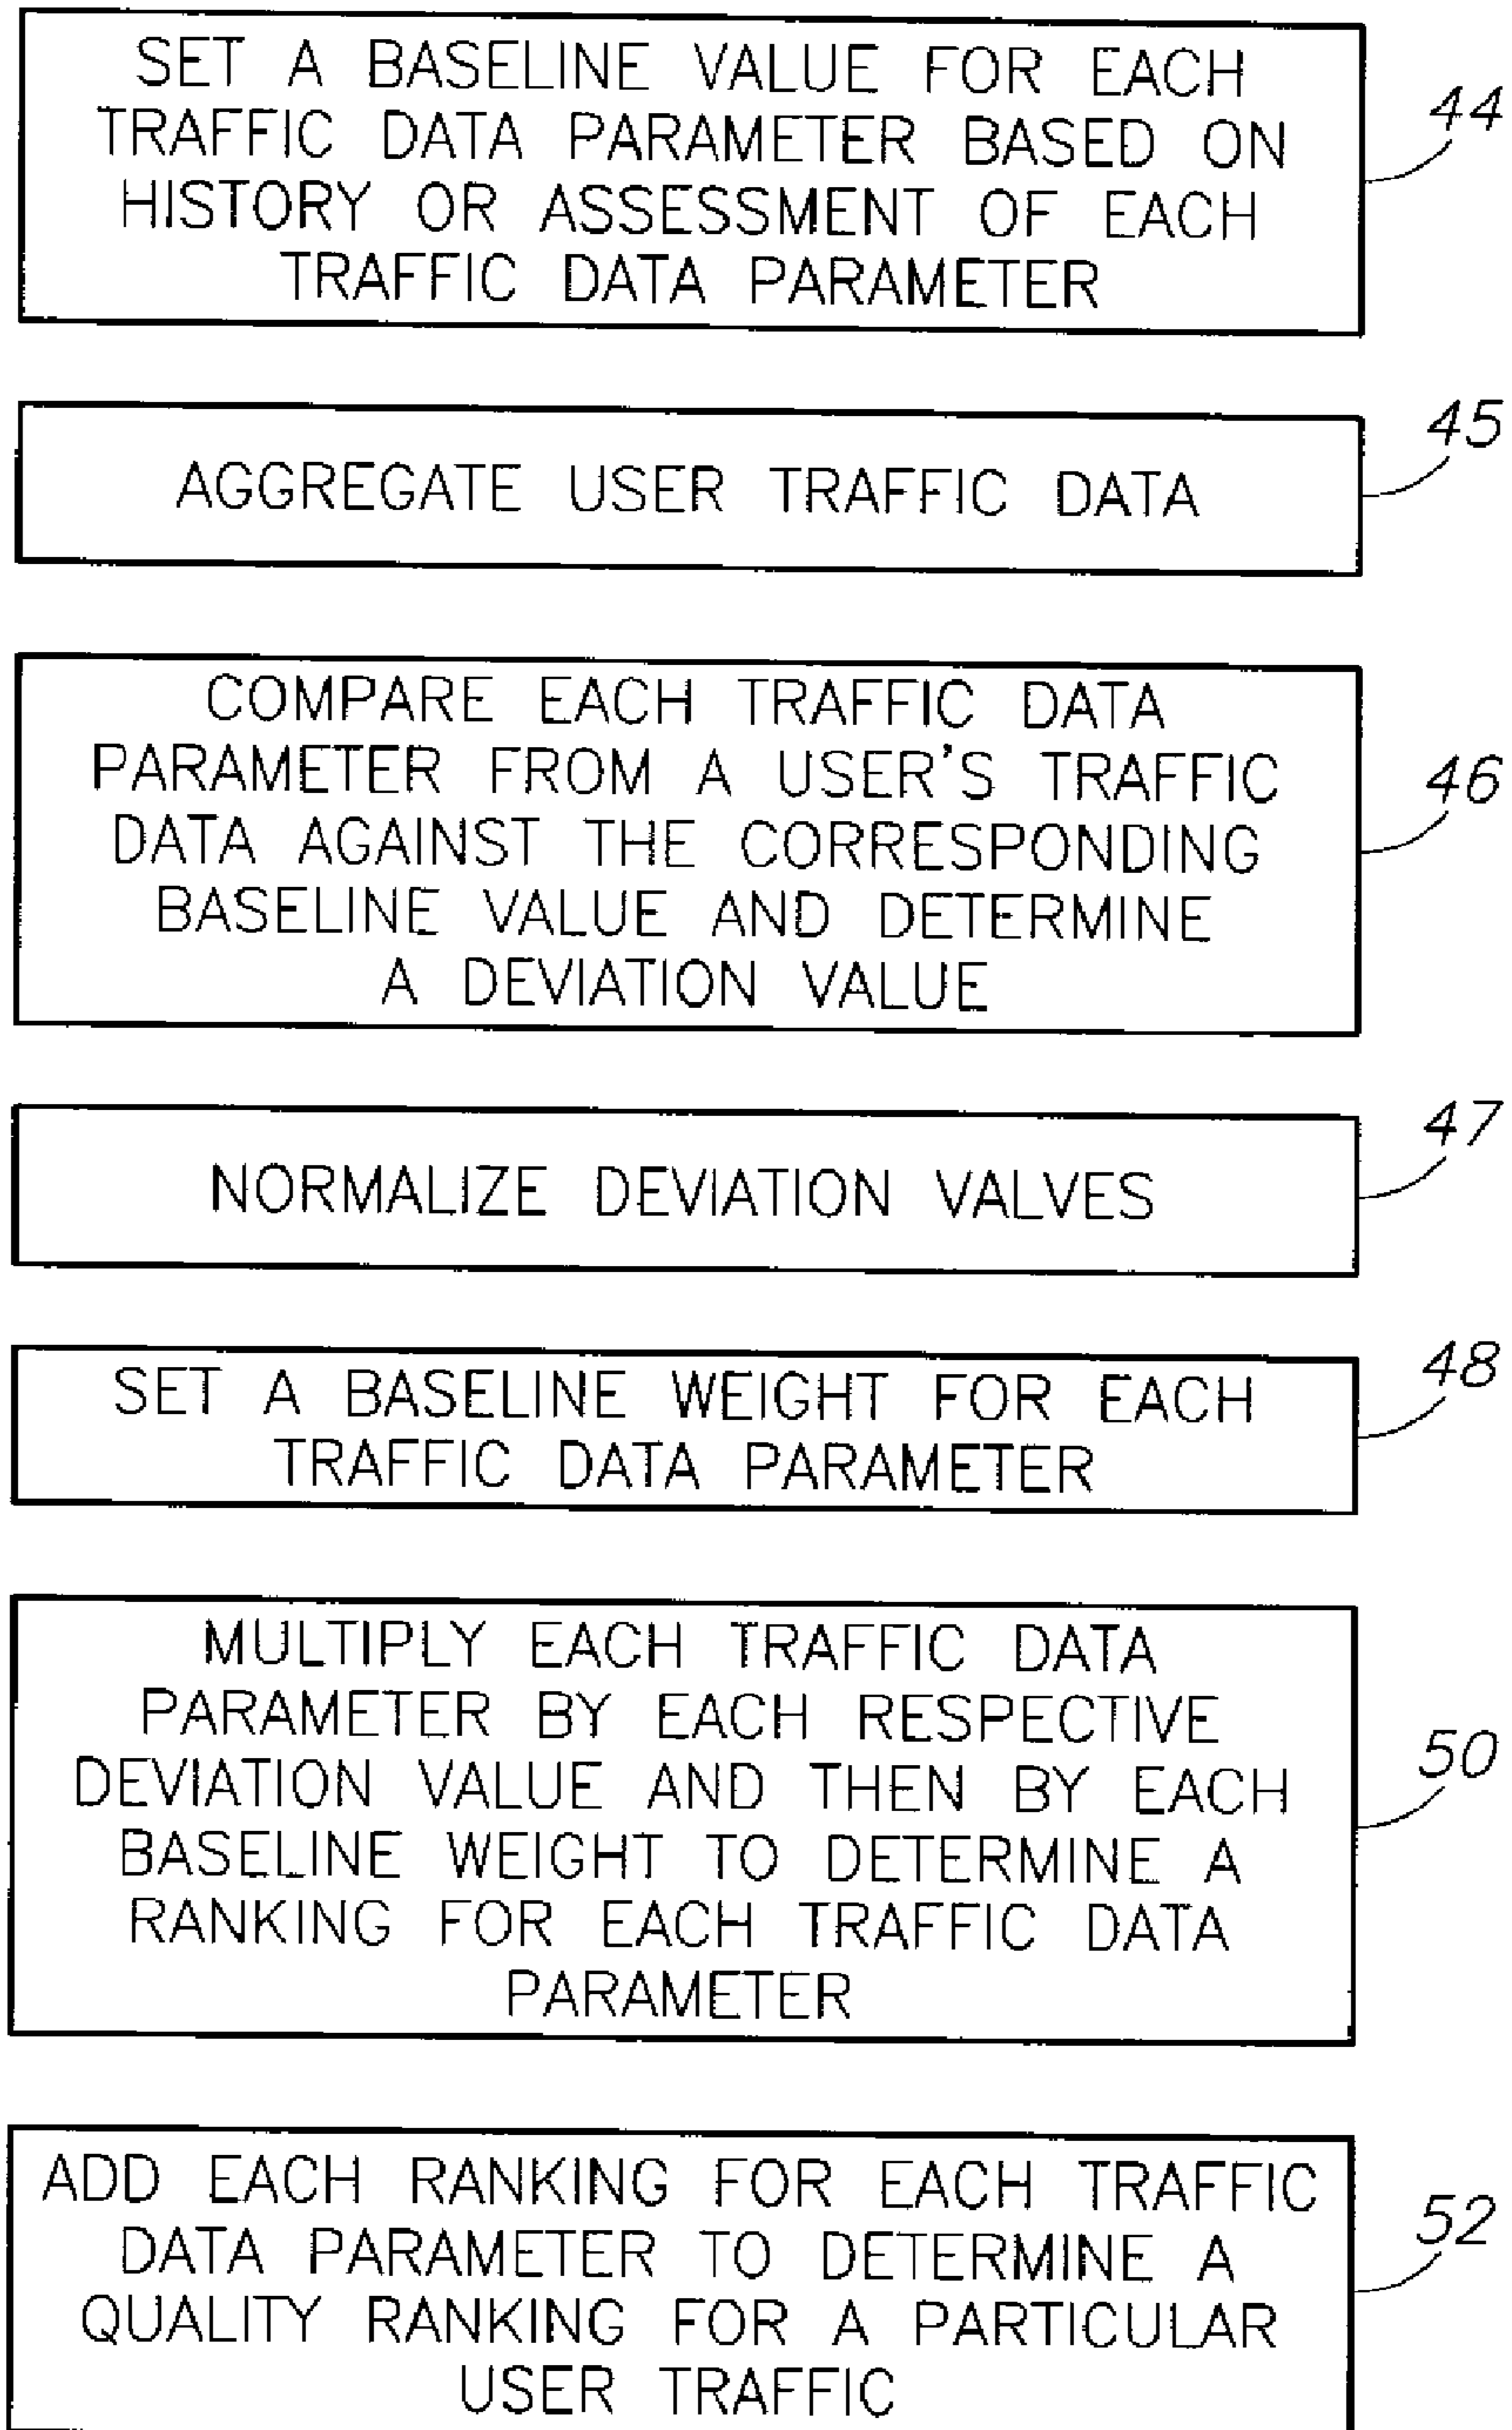 SET A BASELINE VALUE FOR EACH
TRAFFIC DATA PARAMETER BASED ON
HISTORY OR ASSESSMENT OF EACH
TRAFFIC DATA PARAMETER
44
AGGREGATE USER TRAFFIC DATA
45
COMPARE EACH TRAFFIC DATA
PARAMETER FROM A USER'S TRAFFIC
DATA AGAINST THE CORRESPONDING
BASELINE VALUE AND DETERMINE
A DEVIATION VALUE
46
NORMALIZE DEVIATION VALVES
47
SET A BASELINE WEIGHT FOR EACH
TRAFFIC DATA PARAMETER
48
MULTIPLY EACH TRAFFIC DATA
PARAMETER BY EACH RESPECTIVE
DEVIATION VALUE AND THEN BY EACH
BASELINE WEIGHT TO DETERMINE A
RANKING FOR EACH TRAFFIC DATA
PARAMETER
50
ADD EACH RANKING FOR EACH TRAFFIC
DATA PARAMETER TO DETERMINE A
QUALITY RANKING FOR A PARTICULAR
USER TRAFFIC
52